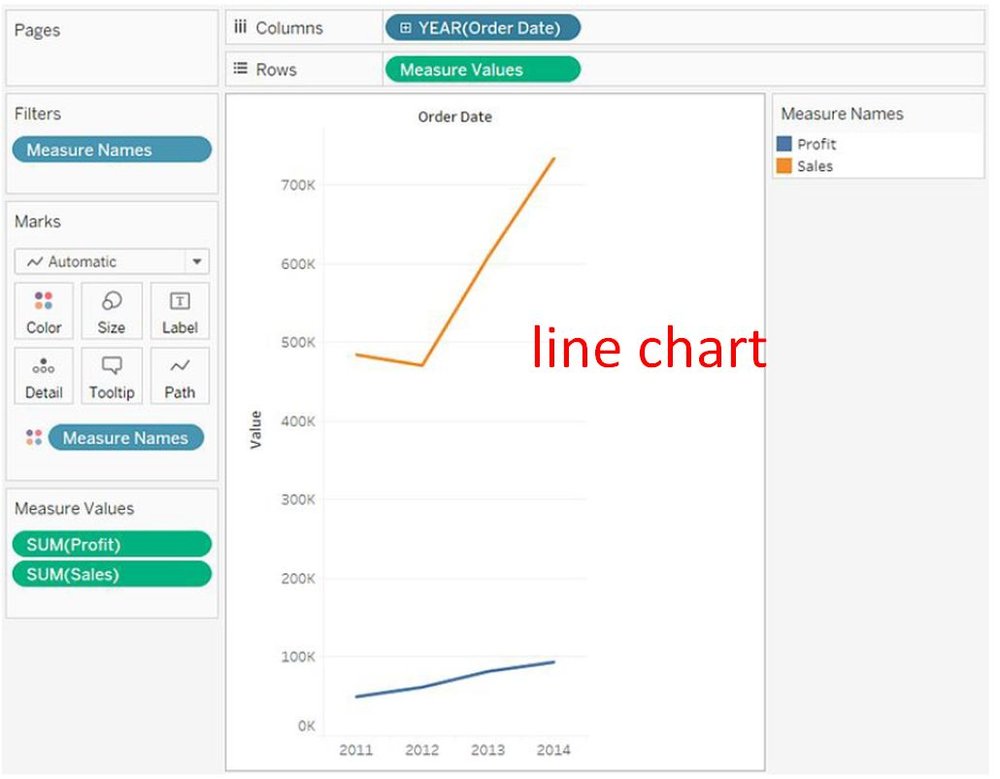 Pages
Columns
YEAR(Order Date)
Rows
Measure Values
Filters
Measure Names
Marks
Automatic
Color
Size
T
Label
Detail
Tooltip
Path
Measure Names
Measure Values
SUM(Profit)
SUM(Sales)
Order Date
700K
600K
500K
400K
300K
200K
100K
0K
Value
2011 2012 2013 2014
line chart
Measure Names
Profit
Sales